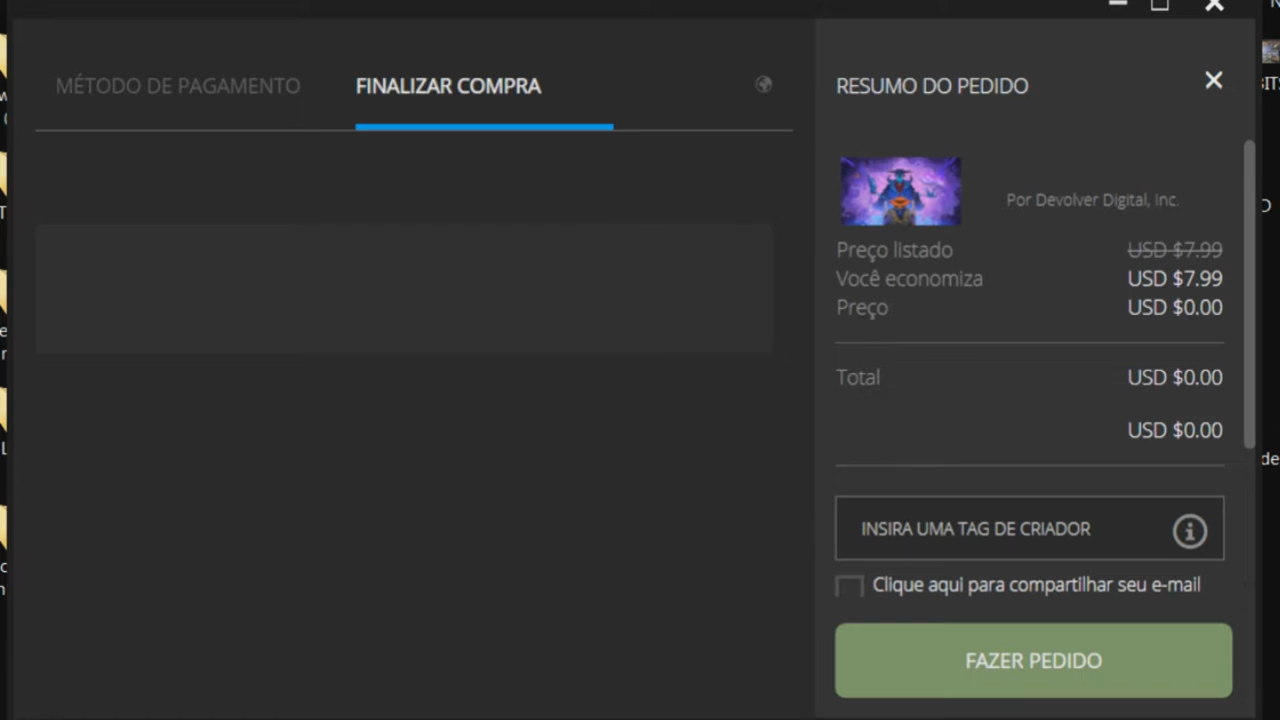 MÉTODO DE PAGAMENTO
FINALIZAR COMPRA
RESUMO DO PEDIDO
Por Devolver Digital, Inc.
Preço listado USD $7.99
Você economiza USD $7.99
Preço USD $0.00
Total USD $0.00
USD $0.00
INSIRA UMA TAG DE CRIADOR
Clique aqui para compartilhar seu e-mail
FAZER PEDIDO